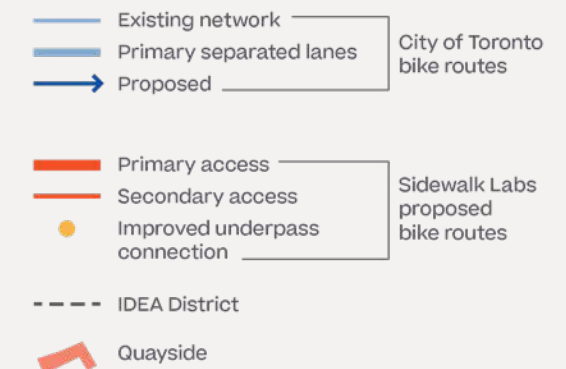 Existing network
Primary separated lanes
Proposed
City of Toronto
bike routes
Primary access
Secondary access
Improved underpass
connection
Sidewalk Labs
proposed
bike routes
IDEA District
Quayside